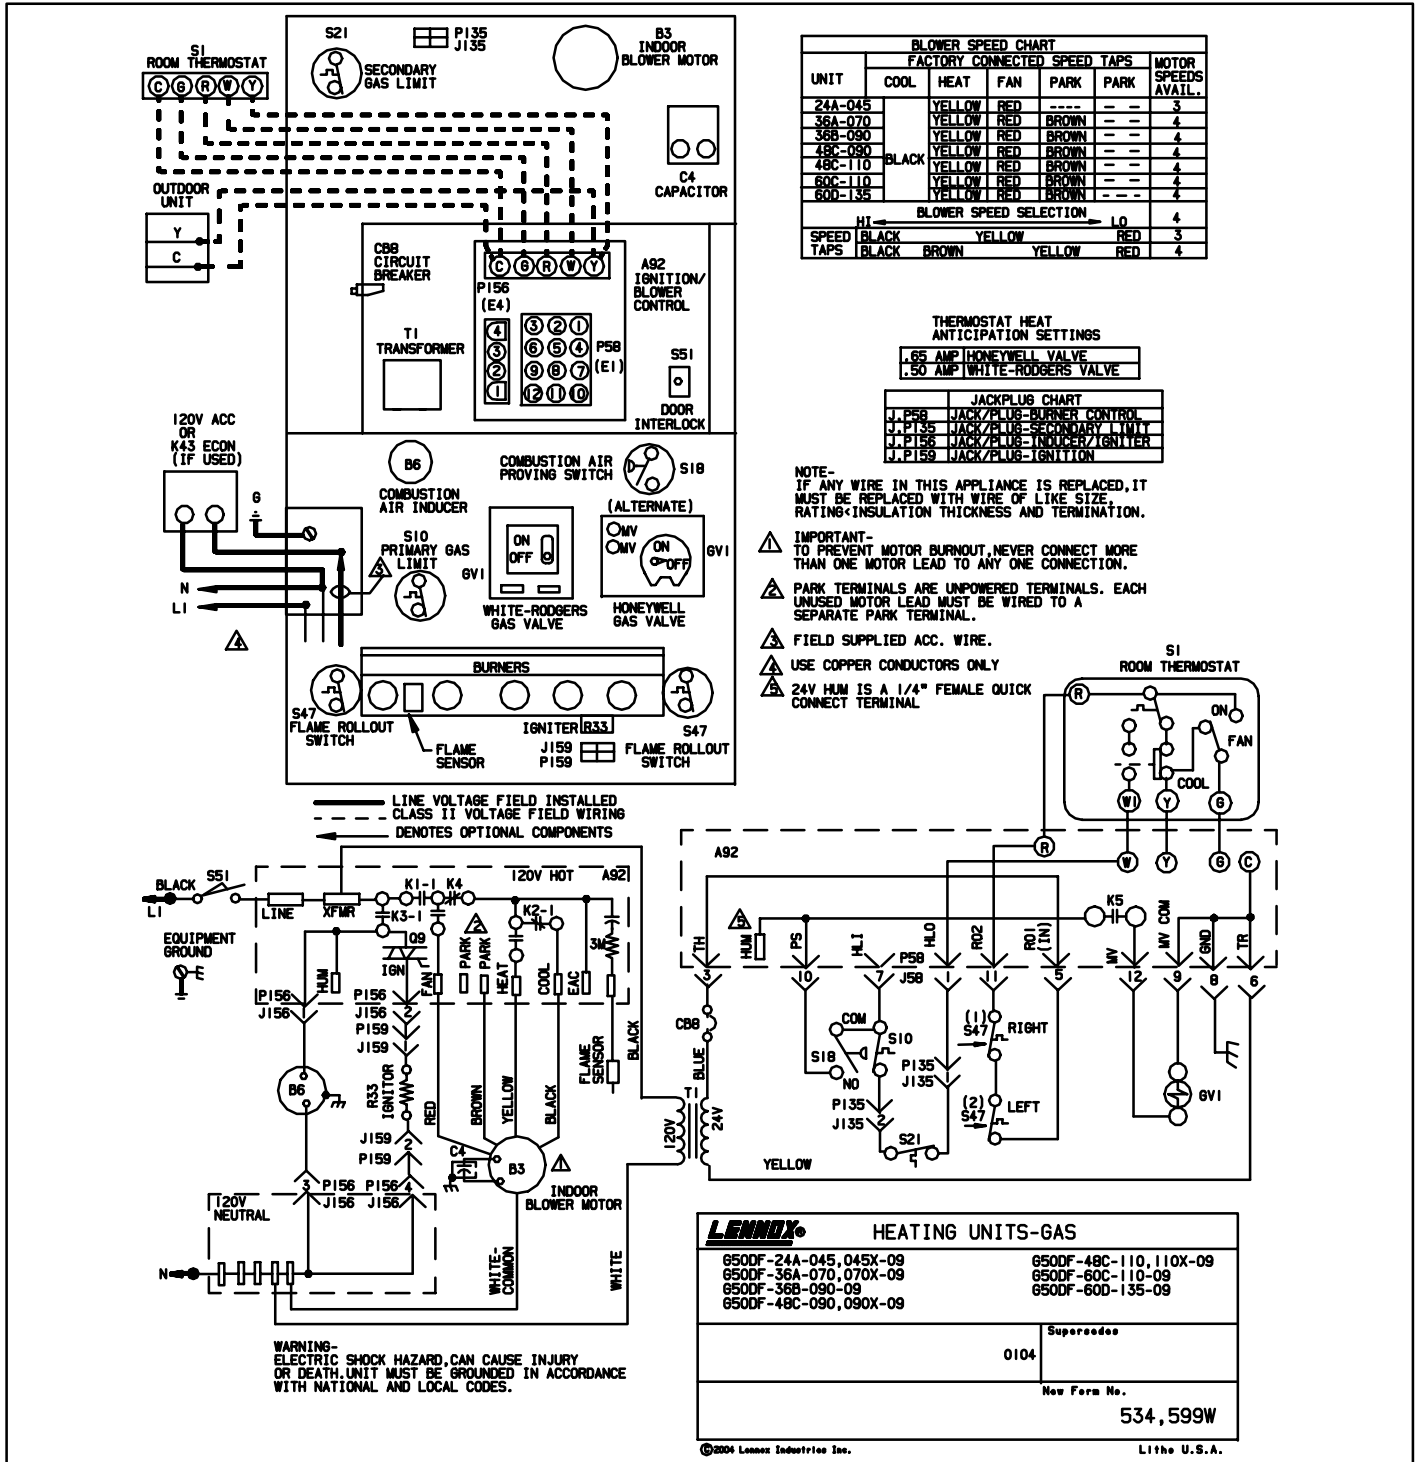 S21
P135
J135
B3
INDOOR
BLOWER MOTOR
S1
ROOM THERMOSTAT
C G R W Y
SECONDARY
GAS LIMIT
C4
CAPACITOR
OUTDOOR
UNIT
Y
C
CB8
CIRCUIT
BREAKER
C G R W Y
A92
IGNITION/
BLOWER
CONTROL
P156
(E4)
4
3
2
1
3 2 1
6 5 4
9 8 7
12 11 10
P58
(E1)
T1
TRANSFORMER
S51
DOOR
INTERLOCK
120V ACC
OR
K43 ECON
(IF USED)
G
N
L1
4
B6
COMBUSTION
AIR INDUCER
COMBUSTION AIR
PROVING SWITCH
S18
(ALTERNATE)
S10
PRIMARY GAS
LIMIT
3
ON
OFF
GV1
WHITE-RODGERS
GAS VALVE
MV
MV
ON
OFF
GV1
HONEYWELL
GAS VALVE
BURNERS
S47
FLAME ROLLOUT
SWITCH
FLAME
SENSOR
IGNITER R33
J159
P159
S47
FLAME ROLLOUT
SWITCH
BLOWER SPEED CHART
UNIT
FACTORY CONNECTED SPEED TAPS
MOTOR
SPEEDS
AVAIL.
COOL HEAT FAN PARK PARK
24A-045 YELLOW RED ---- - - 3
36A-070 YELLOW RED BROWN - - 4
36B-090 YELLOW RED BROWN - - 4
48C-090 YELLOW RED BROWN - - 4
BLACK
48C-110 YELLOW RED BROWN - - 4
60C-110 YELLOW RED BROWN - - 4
60D-135 YELLOW RED BROWN - - - 4
BLOWER SPEED SELECTION
HI LO 4
SPEED
TAPS
BLACK YELLOW RED 3
BLACK BROWN YELLOW RED 4
THERMOSTAT HEAT
ANTICIPATION SETTINGS
.65 AMP HONEYWELL VALVE
.50 AMP WHITE-RODGERS VALVE
JACKPLUG CHART
J.P58 JACK/PLUG-BURNER CONTROL
J.P135 JACK/PLUG-SECONDARY LIMIT
J.P156 JACK/PLUG-INDUCER/IGNITER
J.P159 JACK/PLUG-IGNITION
NOTE-
IF ANY WIRE IN THIS APPLIANCE IS REPLACED,IT
MUST BE REPLACED WITH WIRE OF LIKE SIZE,
RATING<INSULATION THICKNESS AND TERMINATION.
1 IMPORTANT-
TO PREVENT MOTOR BURNOUT,NEVER CONNECT MORE
THAN ONE MOTOR LEAD TO ANY ONE CONNECTION.
2 PARK TERMINALS ARE UNPOWERED TERMINALS. EACH
UNUSED MOTOR LEAD MUST BE WIRED TO A
SEPARATE PARK TERMINAL.
3 FIELD SUPPLIED ACC. WIRE.
4 USE COPPER CONDUCTORS ONLY
5 24V HUM IS A 1/4" FEMALE QUICK
CONNECT TERMINAL
S1
ROOM THERMOSTAT
R
ON
FAN
COOL
W1 Y G
LINE VOLTAGE FIELD INSTALLED
CLASS II VOLTAGE FIELD WIRING
DENOTES OPTIONAL COMPONENTS
BLACK
L1
S51
LINE
XFMR
K1-1
K4
120V HOT
A92
K3-1
K2-1
2
3M
EQUIPMENT
GROUND
Q9
IGN
HUM
FAN
PARK
PARK
HEAT
COOL
EAC
P156
J156
P156
J156
2
P159
J159
1
B6
R33
IGNITOR
J159
2
P159
RED
BROWN
YELLOW
BLACK
FLAME
SENSOR
BLACK
C4
B3
1
INDOOR
BLOWER MOTOR
3 P156
J156
P156 4
J156
120V
NEUTRAL
N
WHITE-
COMMON
WHITE
A92
R
W Y G C
K5
5
HUM
TH
PS
HLI
HLO
RO2
RO1
(IN)
MV
MV COM
GND
TR
P58
J58
3 10 7 1 11 5 12 9 8 6
CB8
BLUE
T1
120V
24V
YELLOW
COM
S18
NO
S10
P135
J135
2
S21
P135
J135
1
(1)
S47
RIGHT
(2)
S47
LEFT
GV1
WARNING-
ELECTRIC SHOCK HAZARD,CAN CAUSE INJURY
OR DEATH.UNIT MUST BE GROUNDED IN ACCORDANCE
WITH NATIONAL AND LOCAL CODES.
LENNOX® HEATING UNITS-GAS
G50DF-24A-045,045X-09
G50DF-36A-070,070X-09
G50DF-36B-090-09
G50DF-48C-090,090X-09
G50DF-48C-110,110X-09
G50DF-60C-110-09
G50DF-60D-135-09
Supersedes
0104
New Form No.
534,599W
©2004 Lennox Industries Inc.
Litho U.S.A.